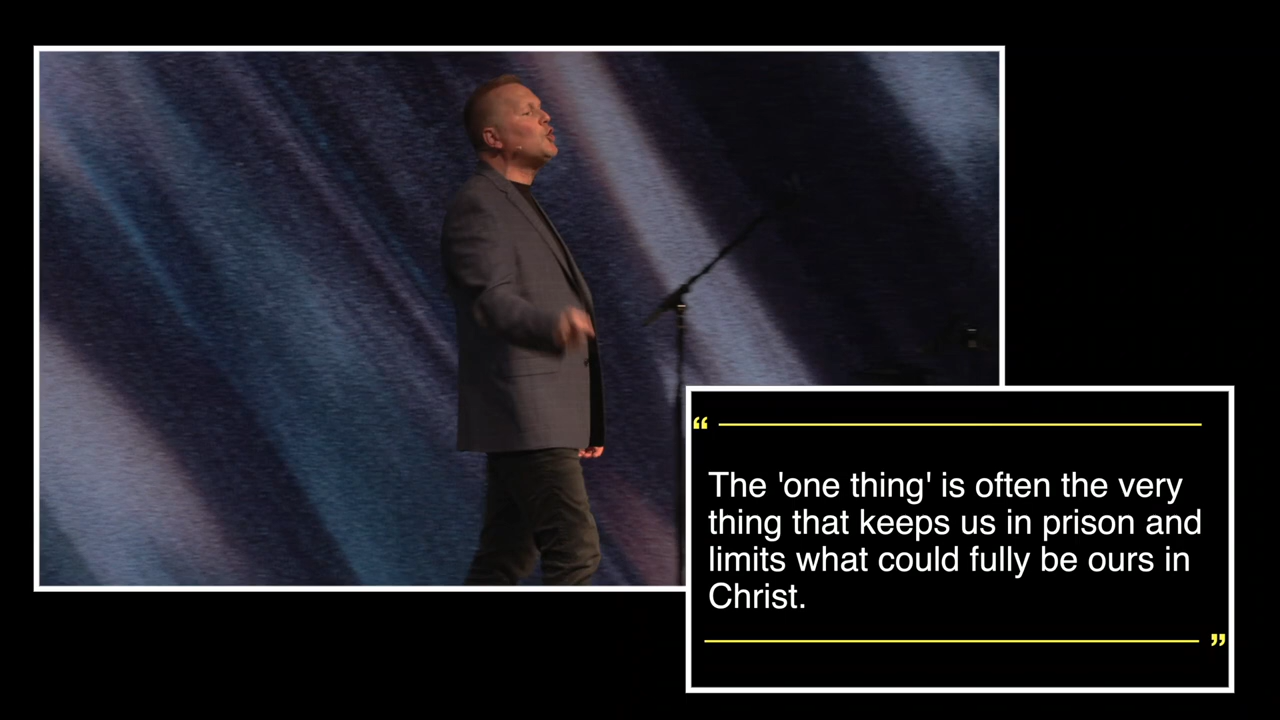 “
The 'one thing' is often the very
thing that keeps us in prison and
limits what could fully be ours in
Christ.
”